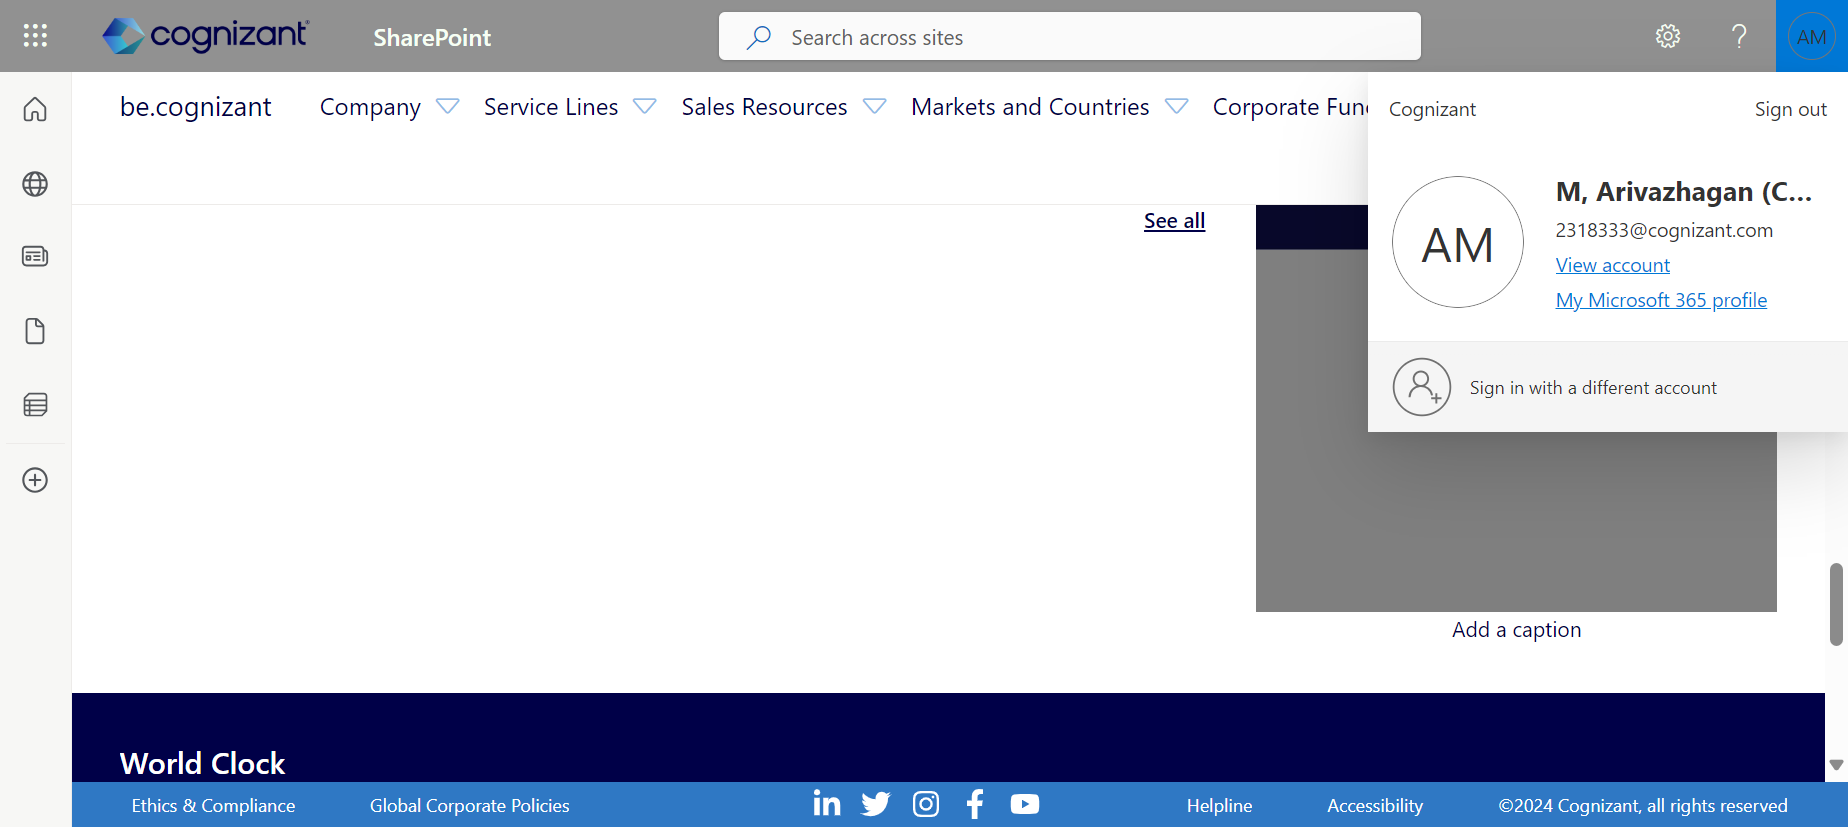 cognizant
SharePoint
Search across sites
AM
be.cognizant
Company
Service Lines
Sales Resources
Markets and Countries
Corporate Fun
Cognizant
Sign out
AM
M, Arivazhagan (C...
2318333@cognizant.com
View account
My Microsoft 365 profile
Sign in with a different account
See all
Add a caption
World Clock
Ethics & Compliance
Global Corporate Policies
Helpline
Accessibility
©2024 Cognizant, all rights reserved